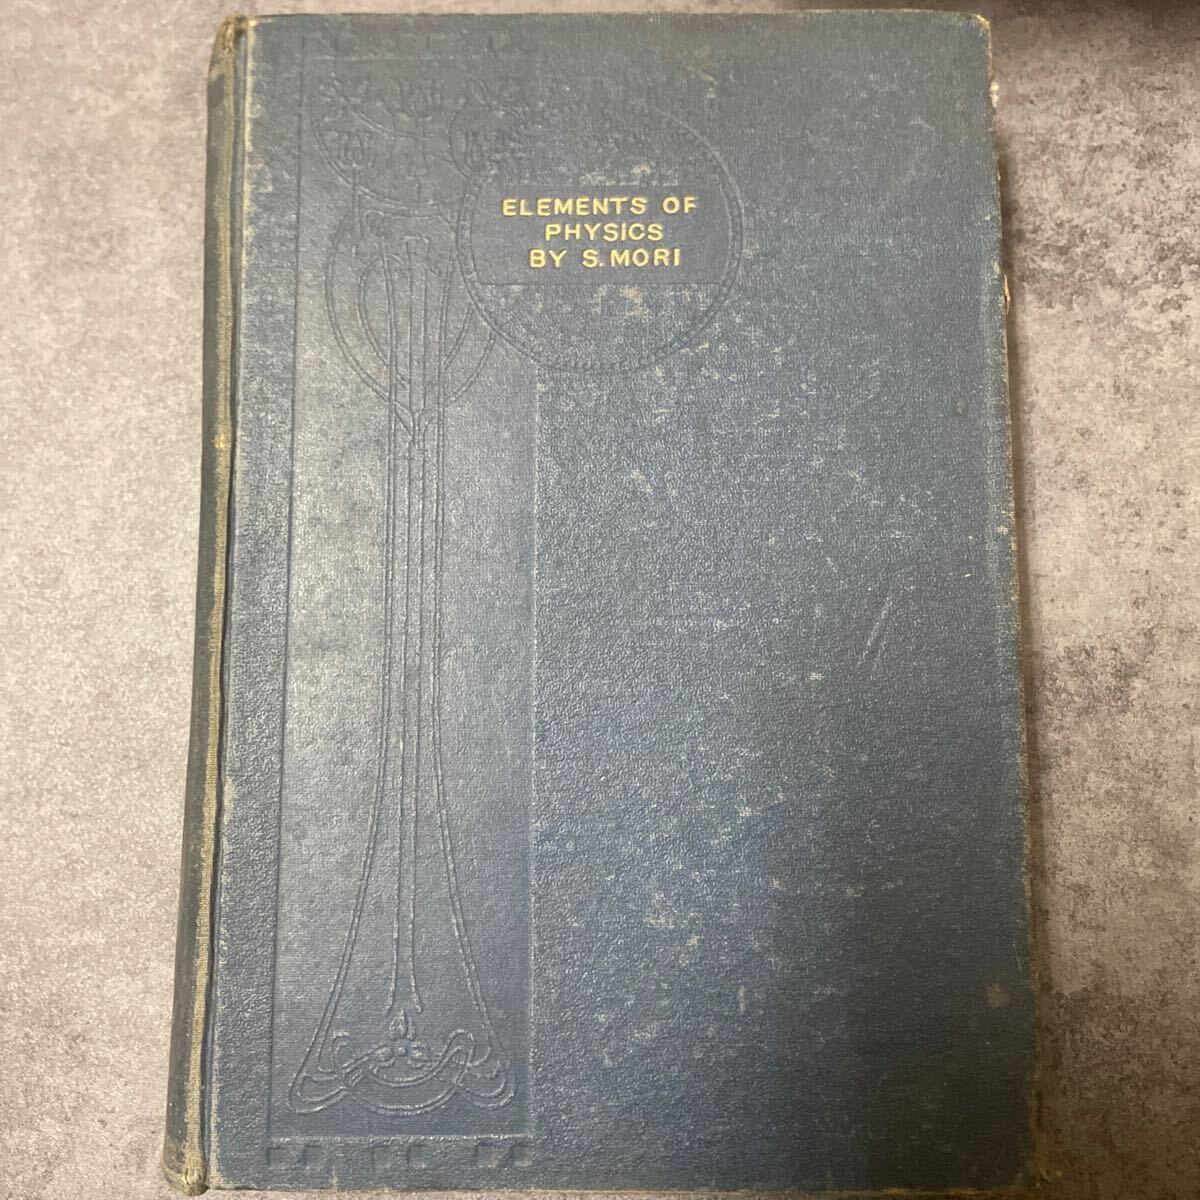 ELEMENTS OF
PHYSICS
BY S. MORI